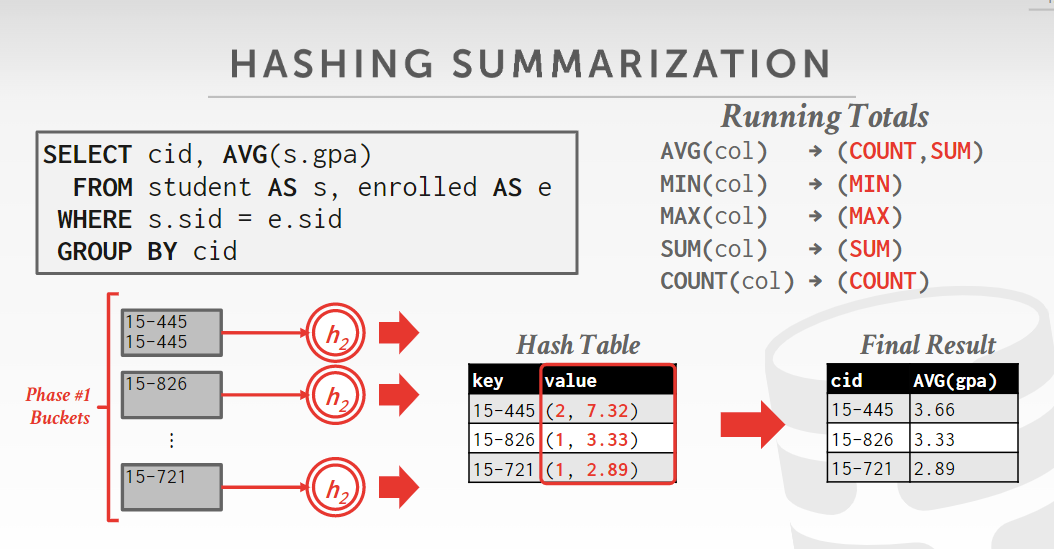 HASHING SUMMARIZATION
SELECT cid, AVG(s.gpa)
FROM student AS s, enrolled AS e
WHERE s.sid = e.sid
GROUP BY cid
Running Totals
AVG(col) → (COUNT,SUM)
MIN(col) → (MIN)
MAX(col) → (MAX)
SUM(col) → (SUM)
COUNT(col) → (COUNT)
Phase #1
Buckets
15-445
15-445
h2
15-826
h2
⋮
15-721
h2
Hash Table
key value
15-445 (2, 7.32)
15-826 (1, 3.33)
15-721 (1, 2.89)
Final Result
cid AVG(gpa)
15-445 3.66
15-826 3.33
15-721 2.89